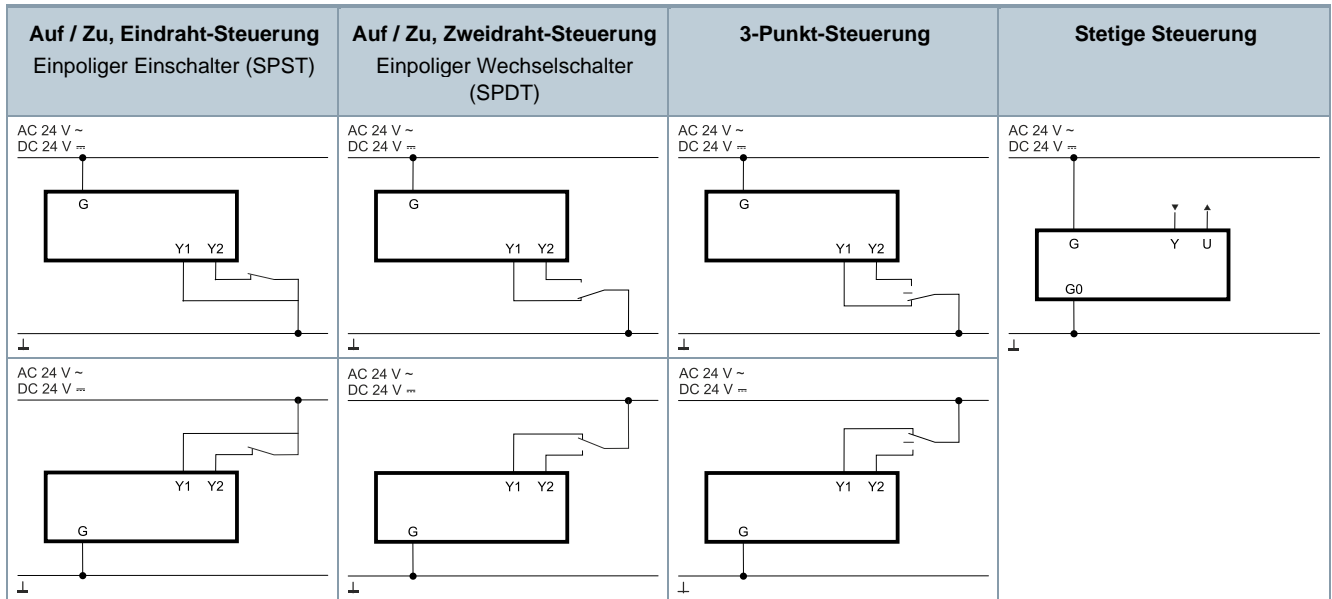 Auf / Zu, Eindraht-Steuerung
Einpoliger Einschalter (SPST)
Auf / Zu, Zweidraht-Steuerung
Einpoliger Wechselschalter
(SPDT)
3-Punkt-Steuerung
Stetige Steuerung
AC 24 V ~
DC 24 V ⎓
G
Y1 Y2
AC 24 V ~
DC 24 V ⎓
G
Y1 Y2
AC 24 V ~
DC 24 V ⎓
G
Y1 Y2
AC 24 V ~
DC 24 V ⎓
G Y U
G0
AC 24 V ~
DC 24 V ⎓
Y1 Y2
G
AC 24 V ~
DC 24 V ⎓
Y1 Y2
G
AC 24 V ~
DC 24 V ⎓
Y1 Y2
G